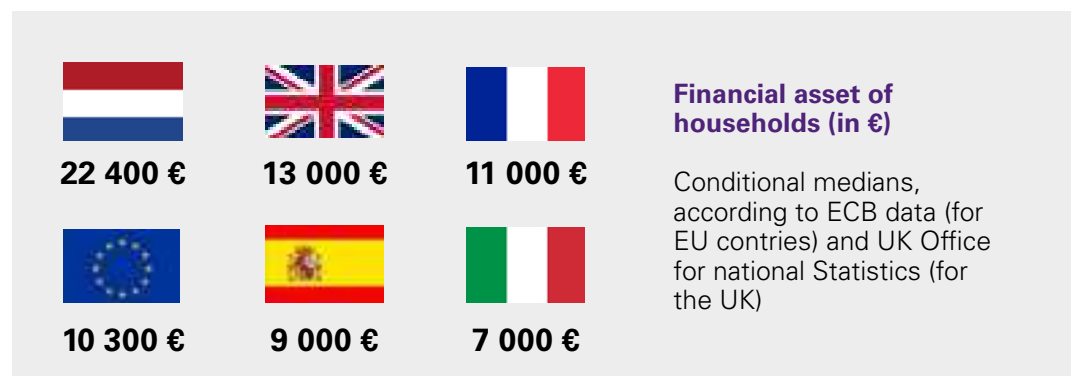 22 400 €
13 000 €
11 000 €
10 300 €
9 000 €
7 000 €
Financial asset of
households (in €)
Conditional medians,
according to ECB data (for
EU contries) and UK Office
for national Statistics (for
the UK)